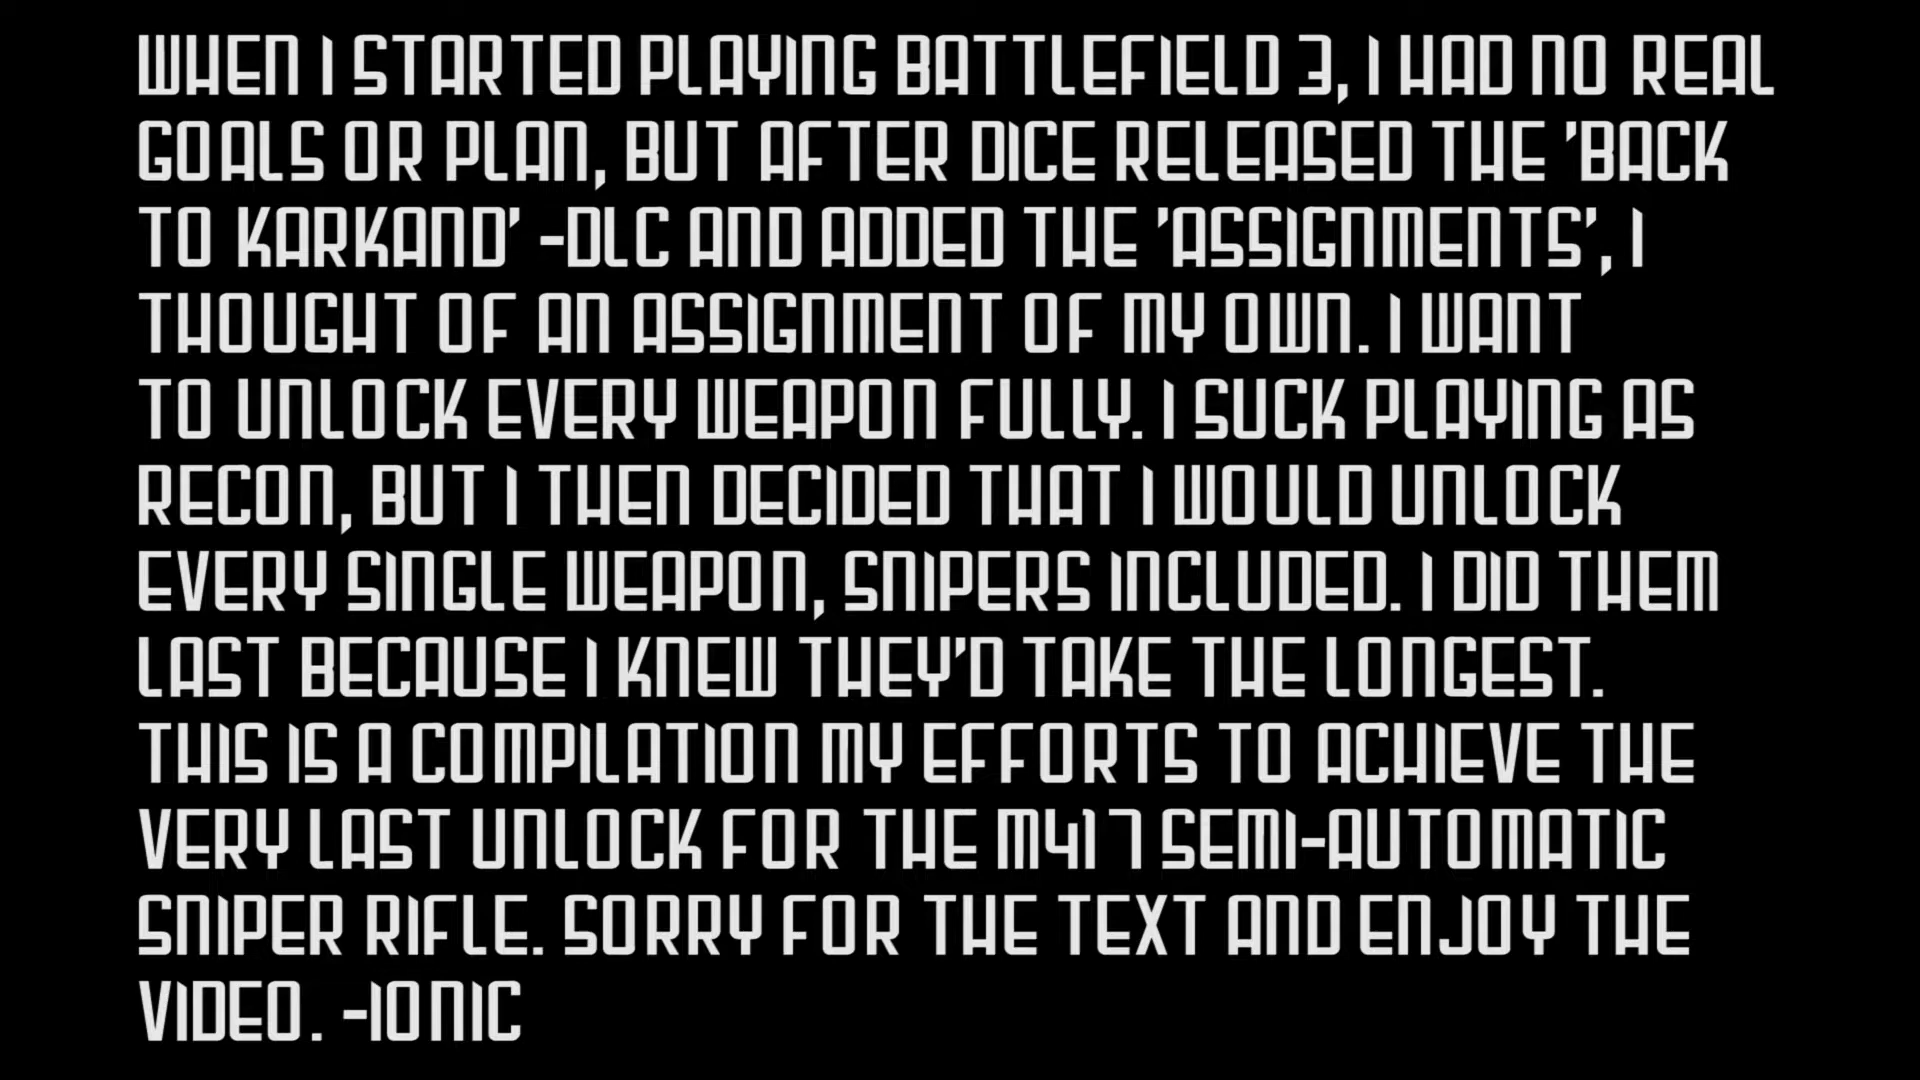 WHEN I STARTED PLAYING BATTLEFIELD 3, I HAD NO REAL
GOALS OR PLAN, BUT AFTER DICE RELEASED THE 'BACK
TO KARKAND' -DLC AND ADDED THE 'ASSIGNMENTS', I
THOUGHT OF AN ASSIGNMENT OF MY OWN. I WANT
TO UNLOCK EVERY WEAPON FULLY. I SUCK PLAYING AS
RECON, BUT I THEN DECIDED THAT I WOULD UNLOCK
EVERY SINGLE WEAPON, SNIPERS INCLUDED. I DID THEM
LAST BECAUSE I KNEW THEY'D TAKE THE LONGEST.
THIS IS A COMPILATION MY EFFORTS TO ACHIEVE THE
VERY LAST UNLOCK FOR THE M417 SEMI-AUTOMATIC
SNIPER RIFLE. SORRY FOR THE TEXT AND ENJOY THE
VIDEO. -IONIC